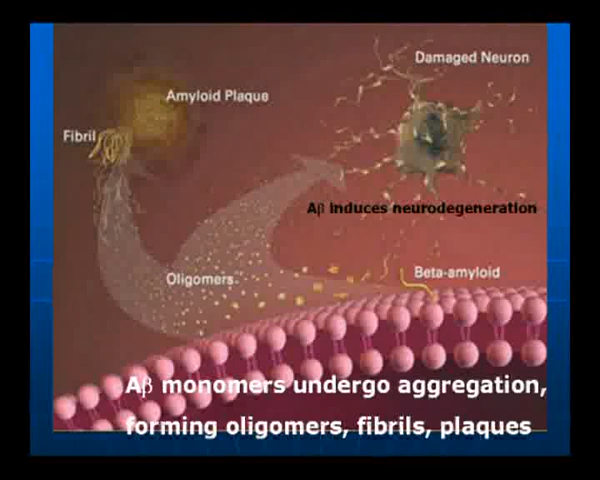 Damaged Neuron
Amyloid Plaque
Fibril
Aβ induces neurodegeneration
Oligomers
Beta-amyloid
Aβ monomers undergo aggregation,
forming oligomers, fibrils, plaques